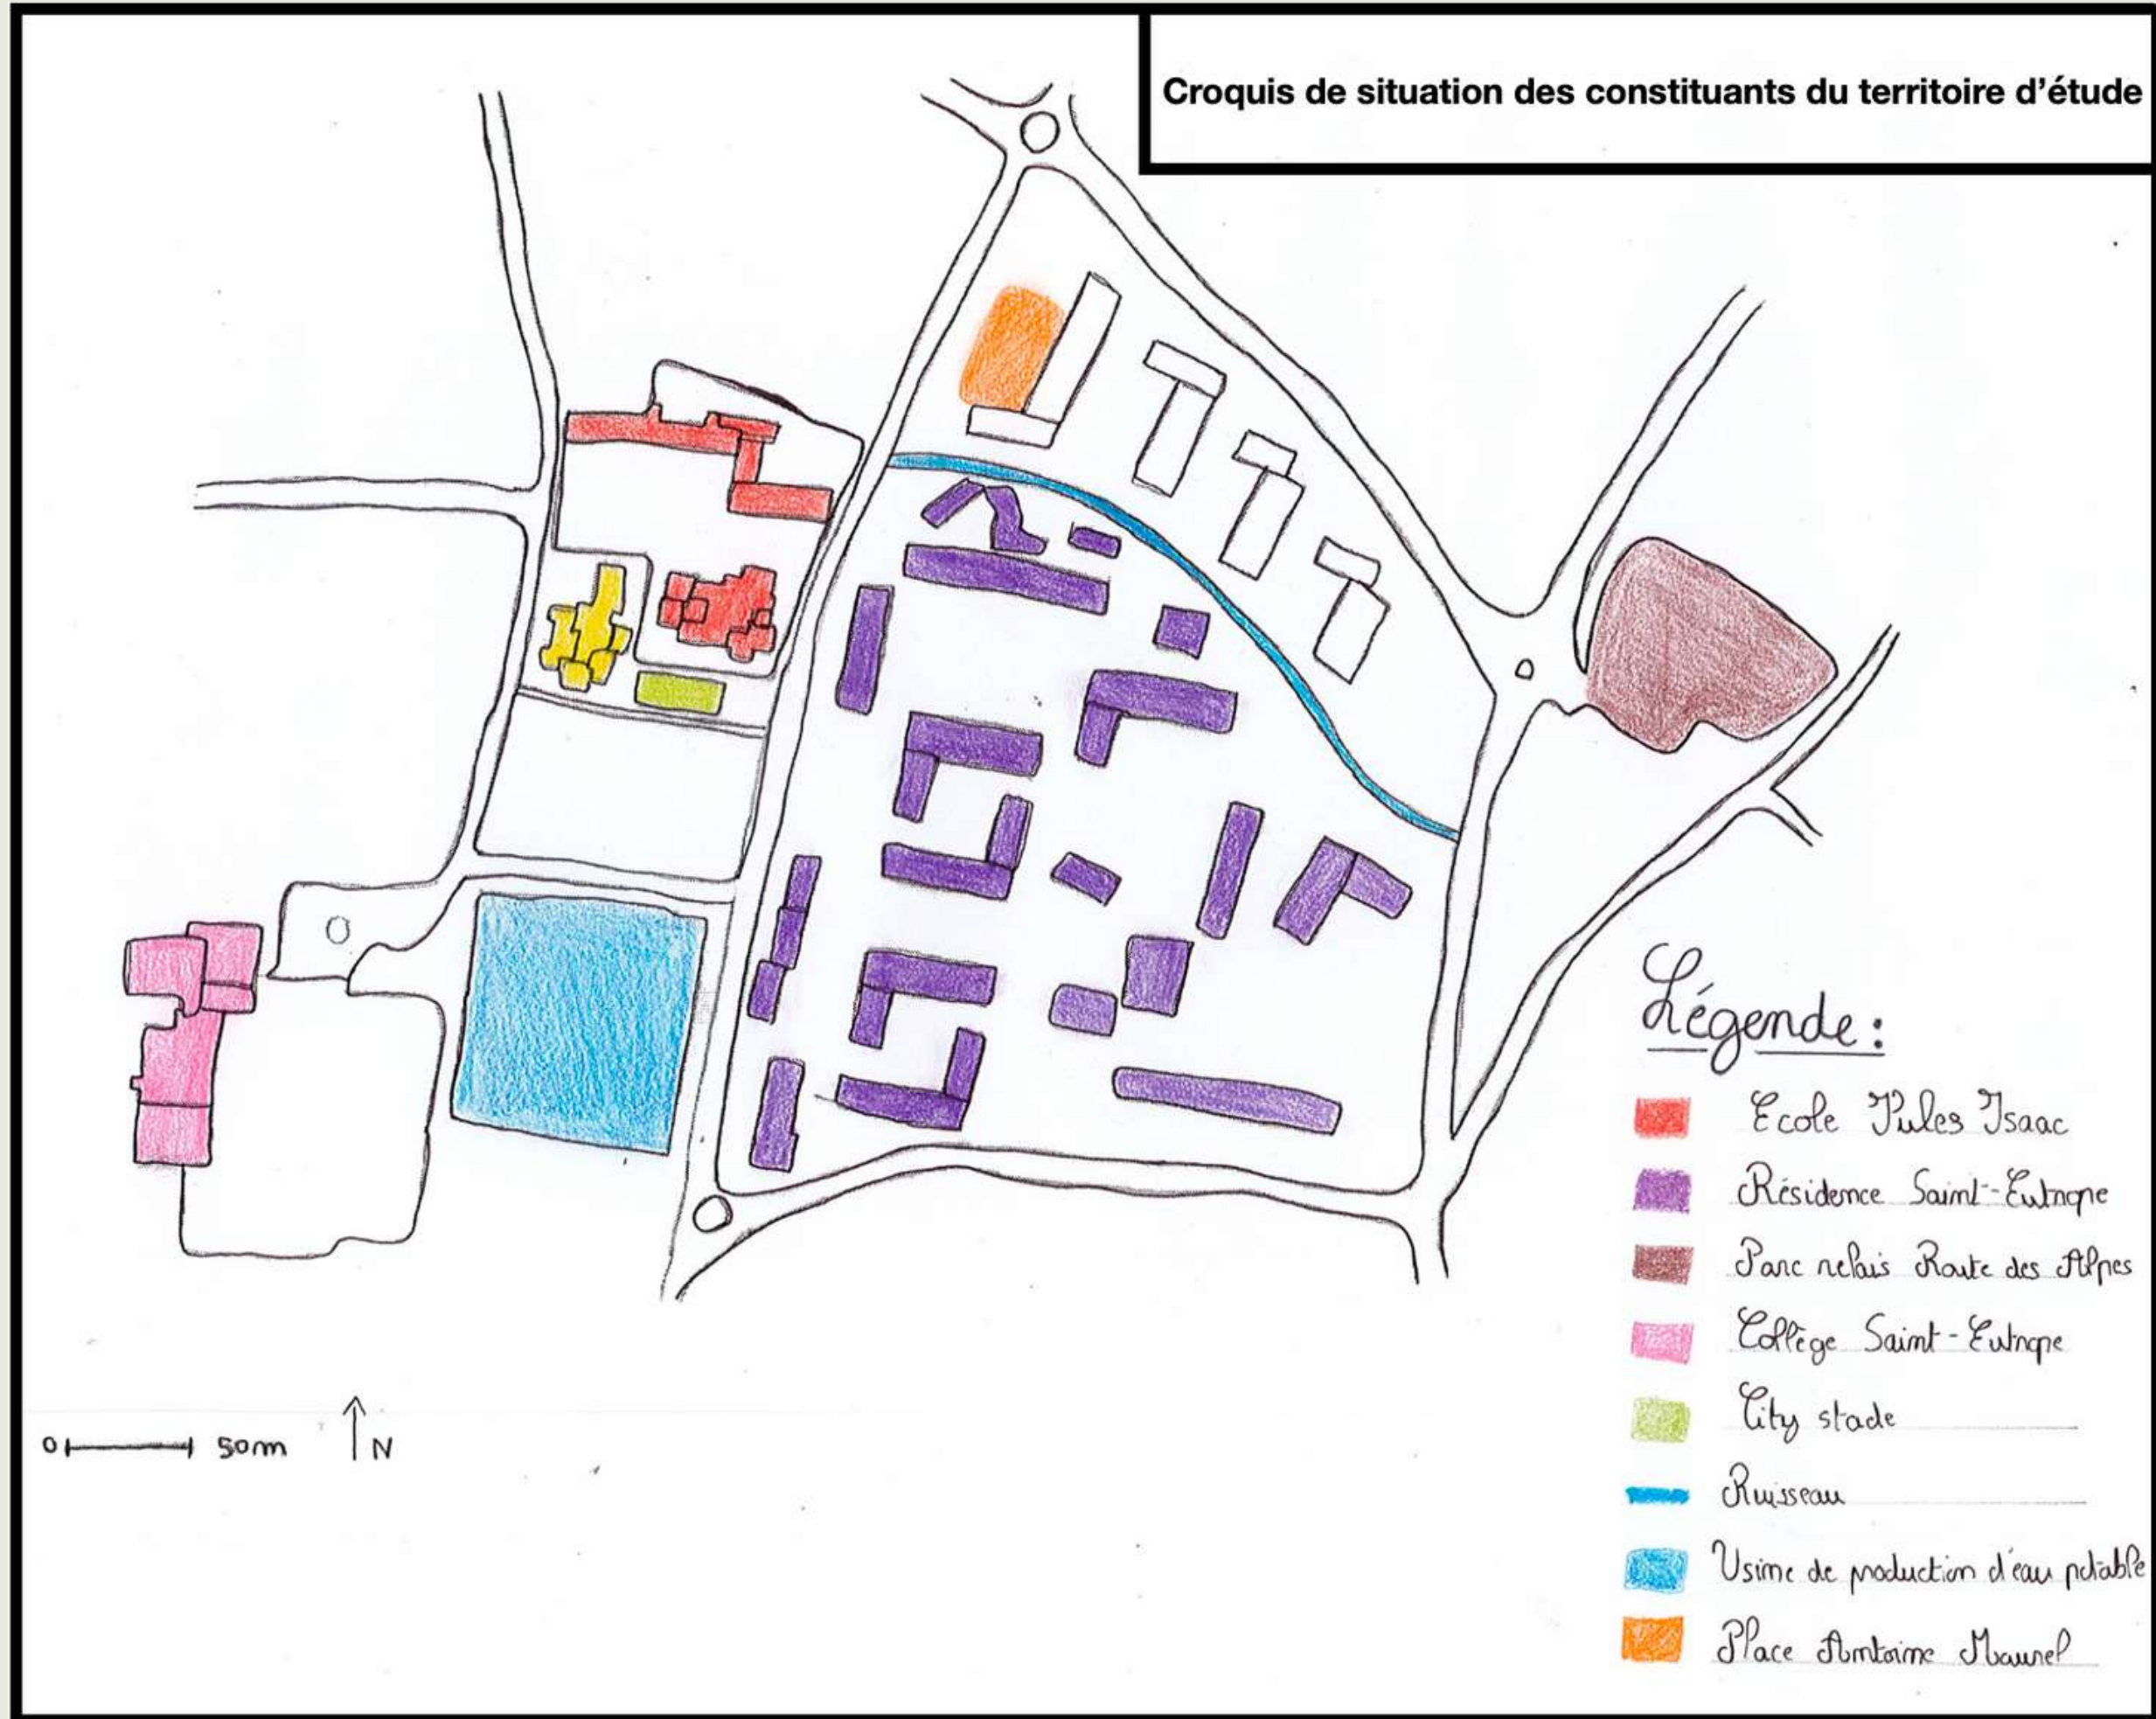 Croquis de situation des constituants du territoire d'étude
Légende :
Ecole Jules Isaac
Résidence Saint-Eutrope
Parc relais Route des Alpes
Collège Saint-Eutrope
City stade
Ruisseau
Usine de production d'eau potable
Place Antoine Maurel
0 50m N